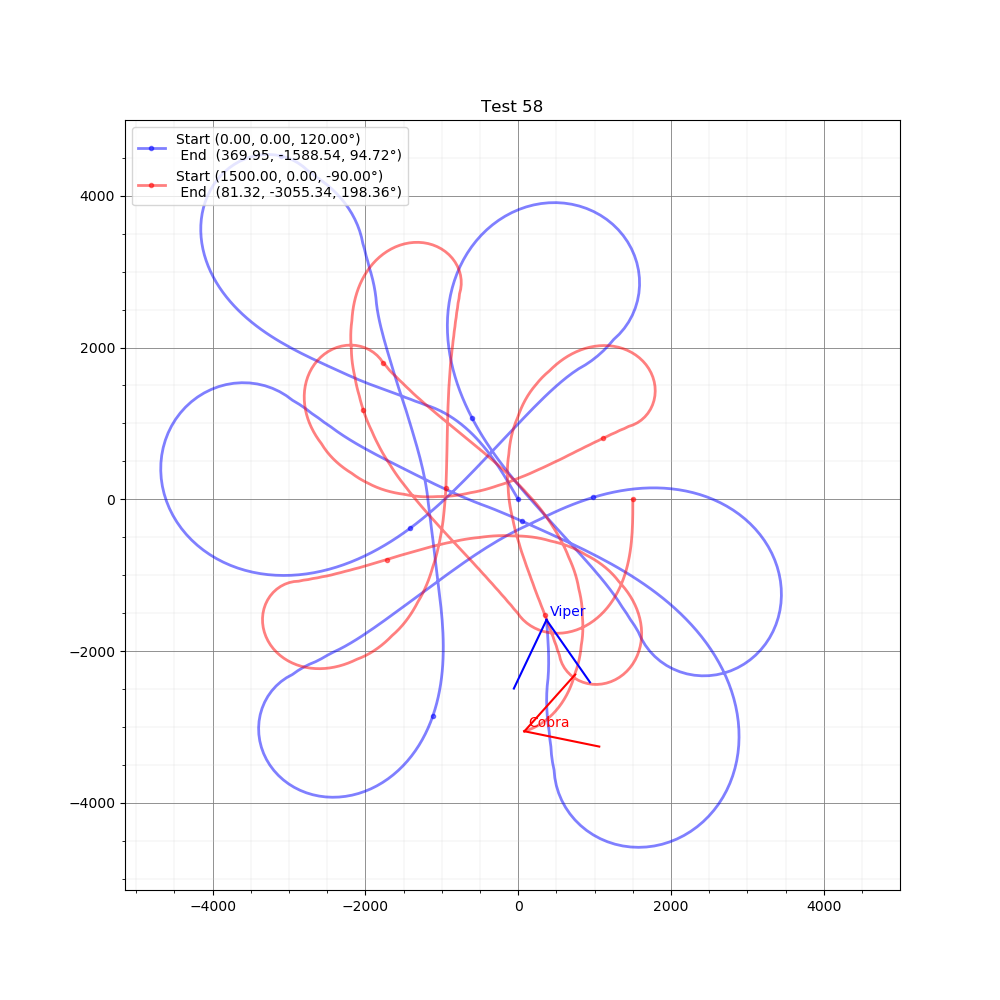 Test 58
Start (0.00, 0.00, 120.00°)
End (369.95, -1588.54, 94.72°)
Start (1500.00, 0.00, -90.00°)
End (81.32, -3055.34, 198.36°)
4000
2000
0
Viper
−2000
Cobra
−4000
−4000 −2000 0 2000 4000